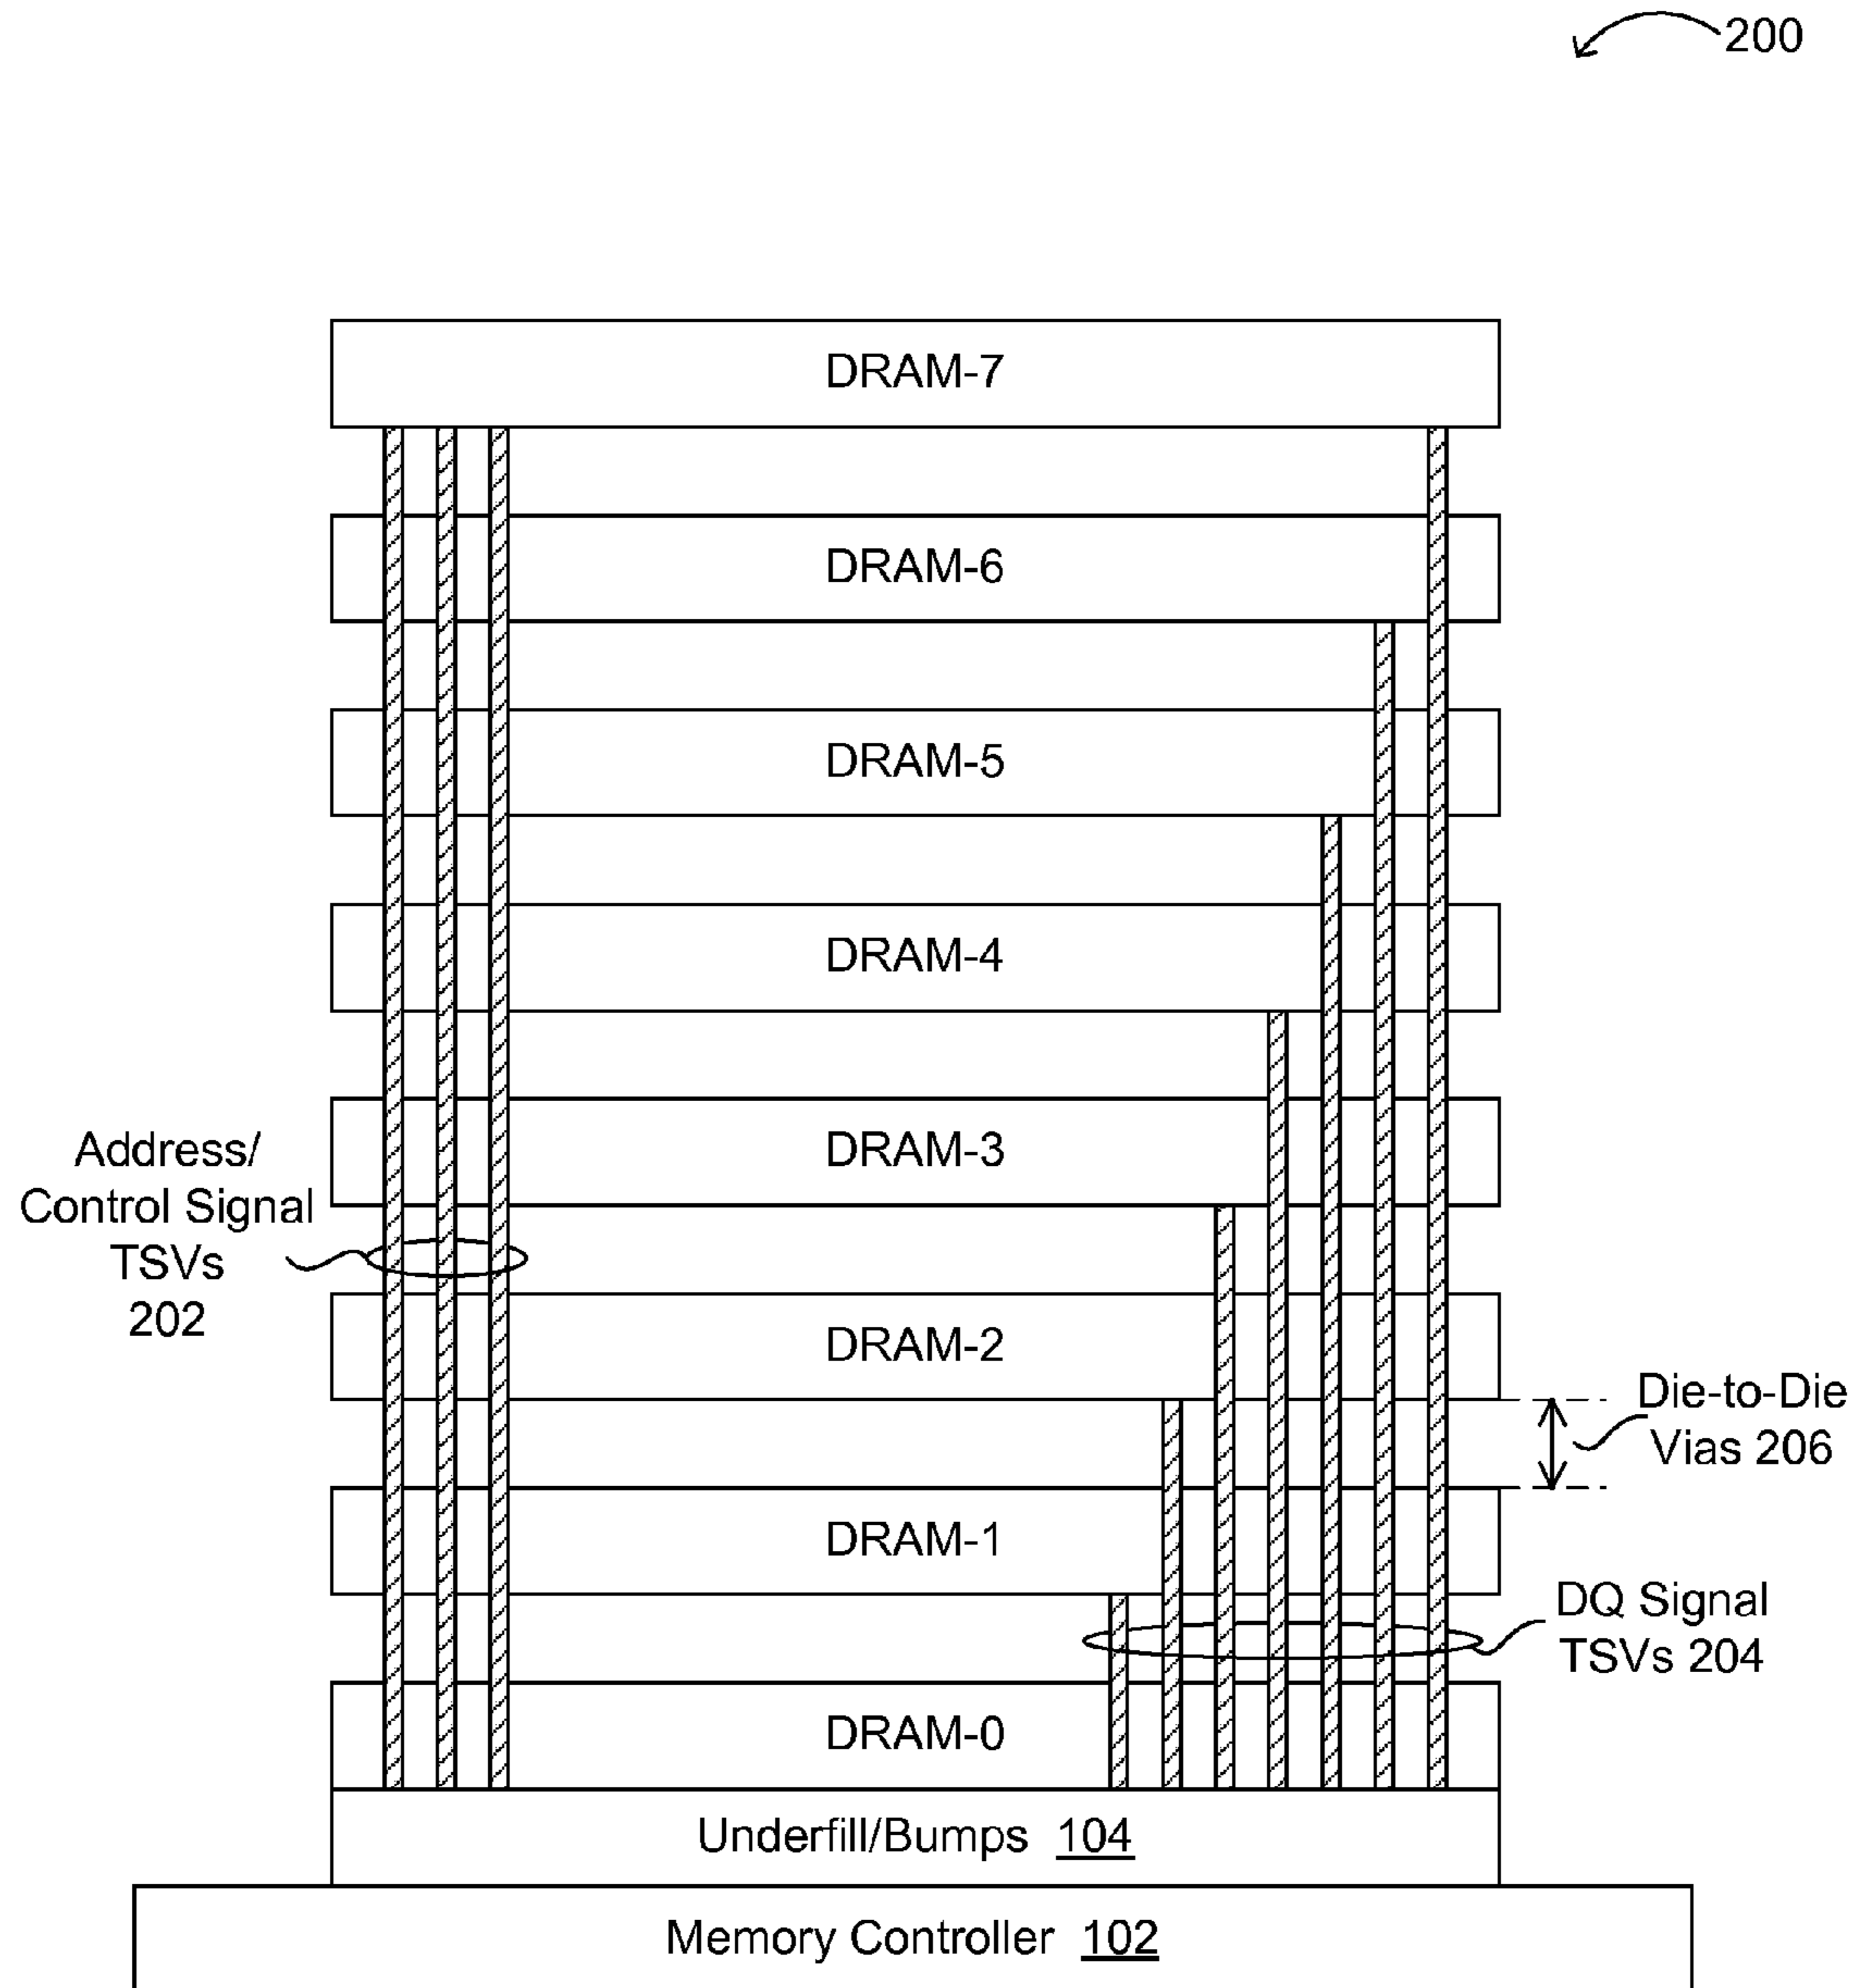 200
DRAM-7
DRAM-6
DRAM-5
DRAM-4
DRAM-3
Address/
Control Signal
TSVs
202
DRAM-2
Die-to-Die
Vias 206
DRAM-1
DQ Signal
TSVs 204
DRAM-0
Underfill/Bumps 104
Memory Controller 102